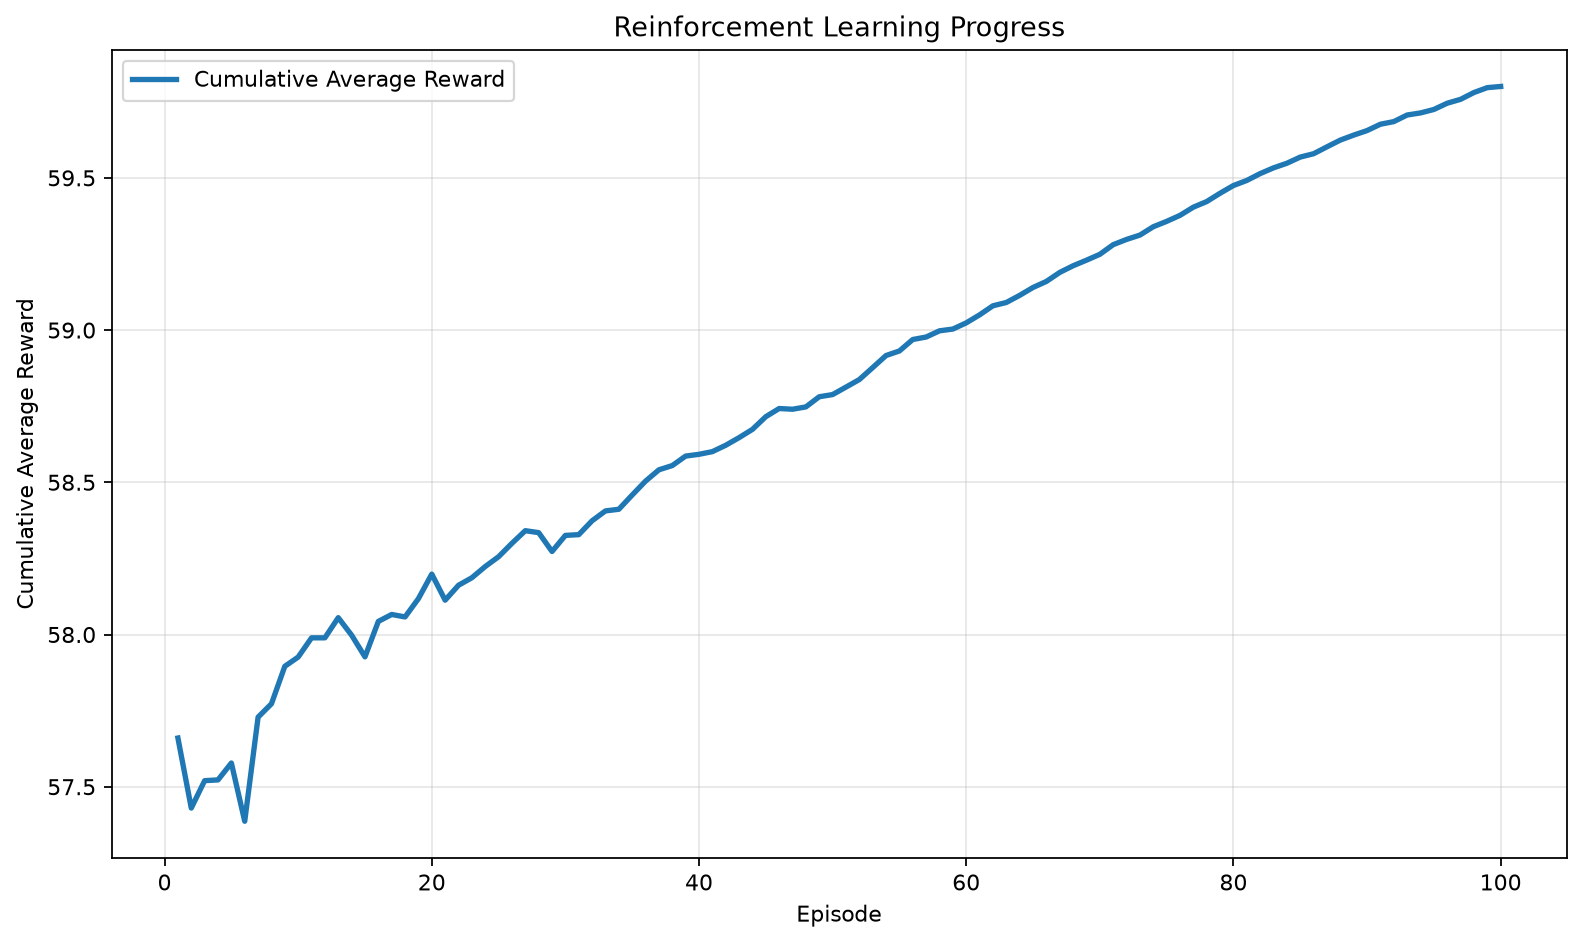 Reinforcement Learning Progress
Cumulative Average Reward
Cumulative Average Reward
59.5
59.0
58.5
58.0
57.5
0 20 40 60 80 100
Episode